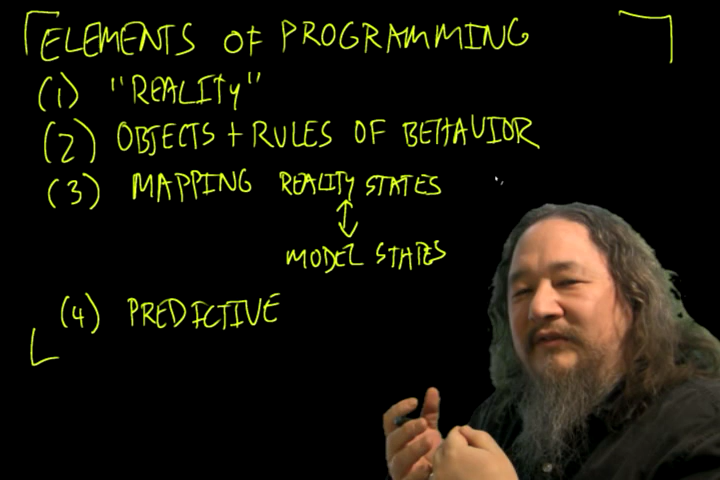 ELEMENTS OF PROGRAMMING
(1) "REALITY"
(2) OBJECTS + RULES OF BEHAVIOR
(3) MAPPING REALITY STATES
↕
MODEL STATES
(4) PREDICTIVE